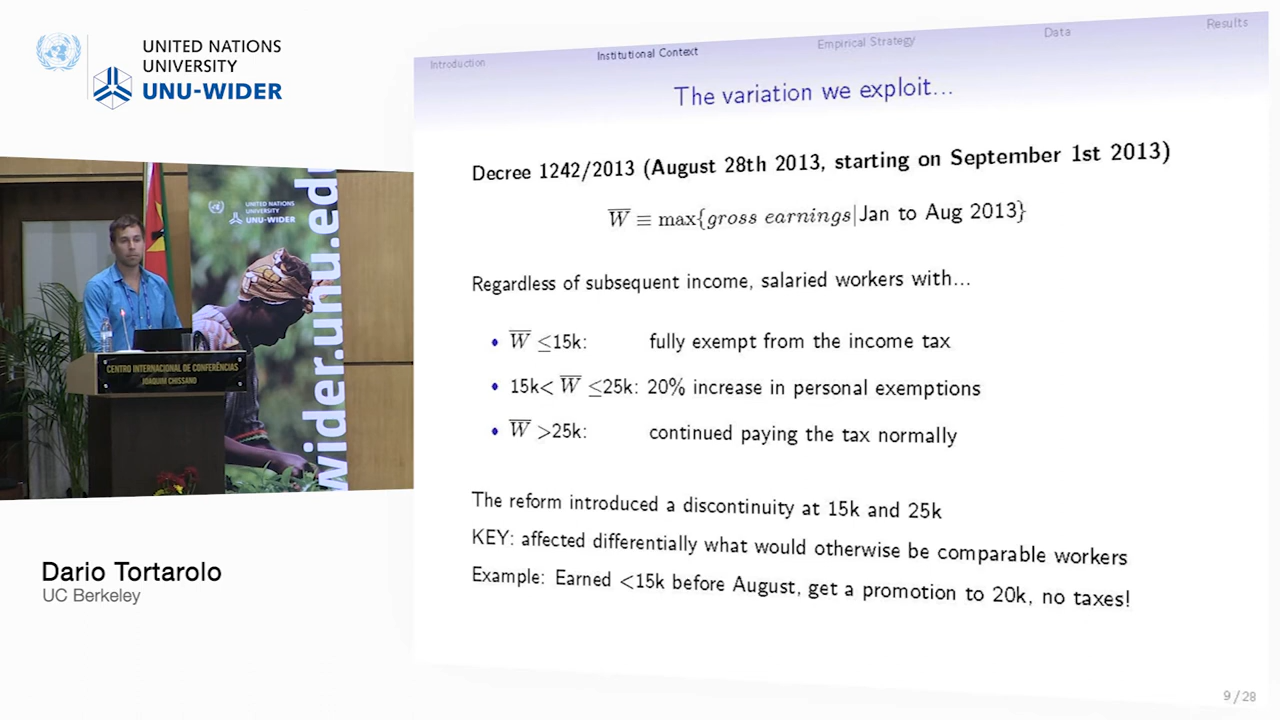 UNITED NATIONS
UNIVERSITY
UNU-WIDER
UNITED NATIONS
UNIVERSITY
UNU-WIDER
wider.unu.edu
CENTRO INTERNACIONAL DE CONFERÊNCIAS
JOAQUIM CHISSANO
Dario Tortarolo
UC Berkeley
Introduction
Institutional Context
Empirical Strategy
Data
Results
The variation we exploit...
Decree 1242/2013 (August 28th 2013, starting on September 1st 2013)
W̅ ≡ max{gross earnings|Jan to Aug 2013}
Regardless of subsequent income, salaried workers with...
• W̅ ≤15k: fully exempt from the income tax
• 15k< W̅ ≤25k: 20% increase in personal exemptions
• W̅ >25k: continued paying the tax normally
The reform introduced a discontinuity at 15k and 25k
KEY: affected differentially what would otherwise be comparable workers
Example: Earned <15k before August, get a promotion to 20k, no taxes!
9 / 28